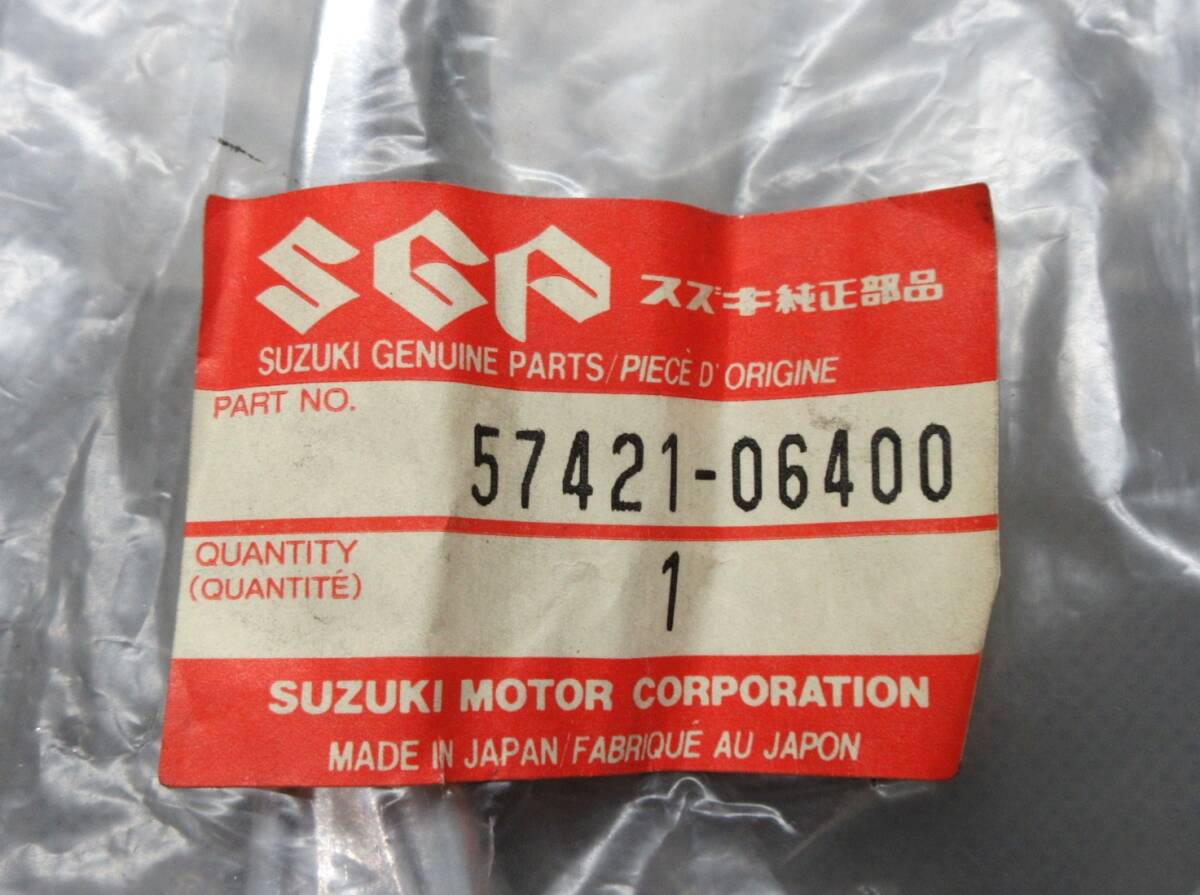 SGP スズキ純正部品
SUZUKI GENUINE PARTS/PIECÈ D'ORIGINE
PART NO.
57421-06400
QUANTITY
(QUANTITÉ)
1
SUZUKI MOTOR CORPORATION
MADE IN JAPAN/FABRIQUÉ AU JAPON